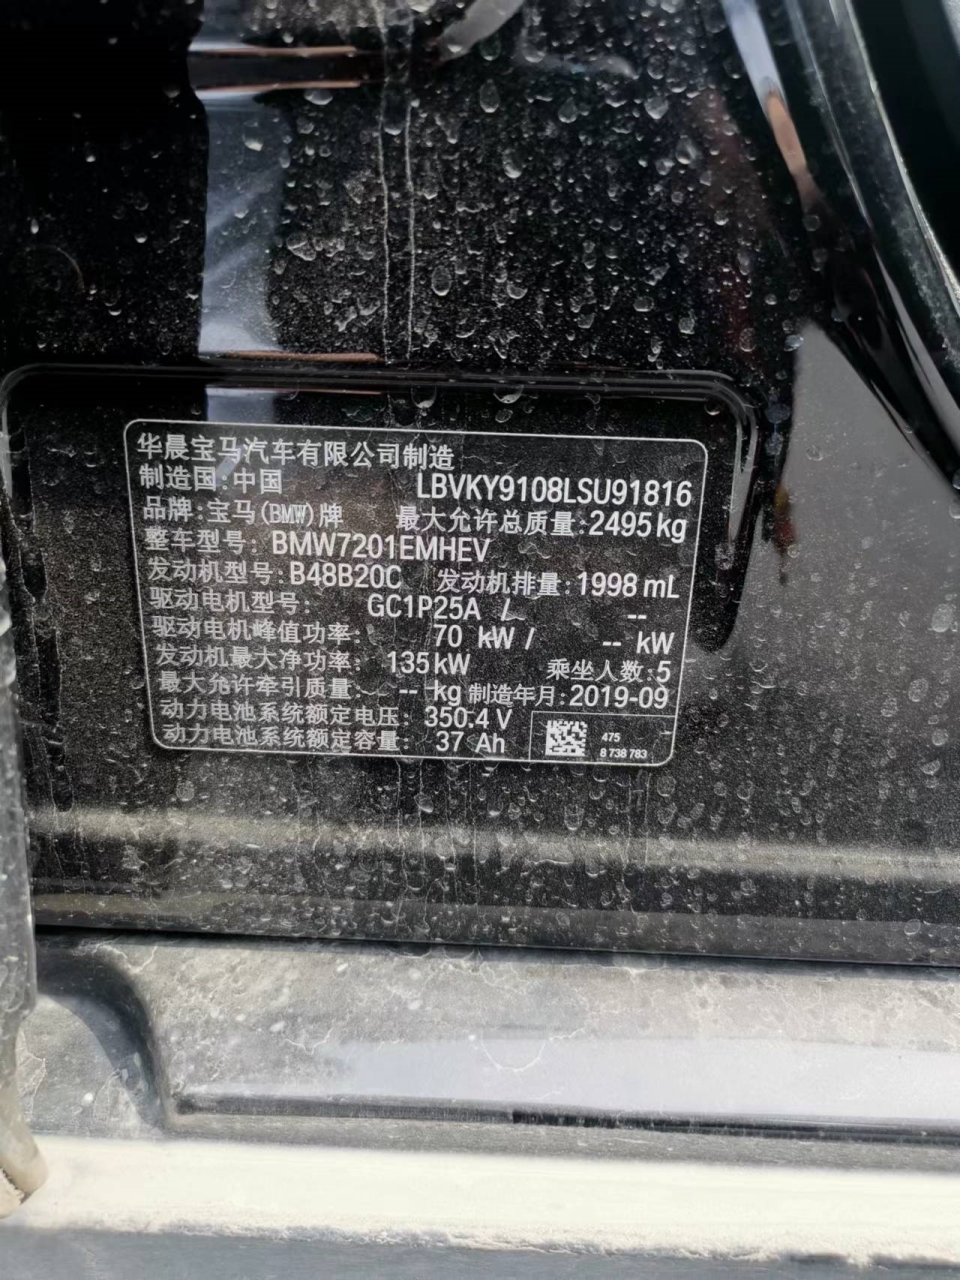 华晨宝马汽车有限公司制造
制造国:中国 LBVKY9108LSU91816
品牌:宝马(BMW)牌 最大允许总质量:2495kg
整车型号: BMW7201EMHEV
发动机型号:B48B20C 发动机排量:1998mL
驱动电机型号: GC1P25A / --
驱动电机峰值功率: 70 kW / -- kW
发动机最大净功率: 135kW 乘坐人数:5
最大允许牵引质量: -- kg 制造年月:2019-09
动力电池系统额定电压: 350.4 V
动力电池系统额定容量: 37 Ah
475
8 738 783